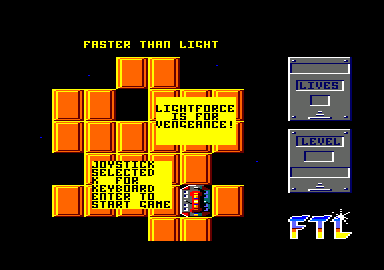 FASTER THAN LIGHT
LIGHTFORCE
IS FOR
VENGEANCE!
LIVES
JOYSTICK
SELECTED
K FOR
KEYBOARD
ENTER TO
START GAME
LEVEL
FTL